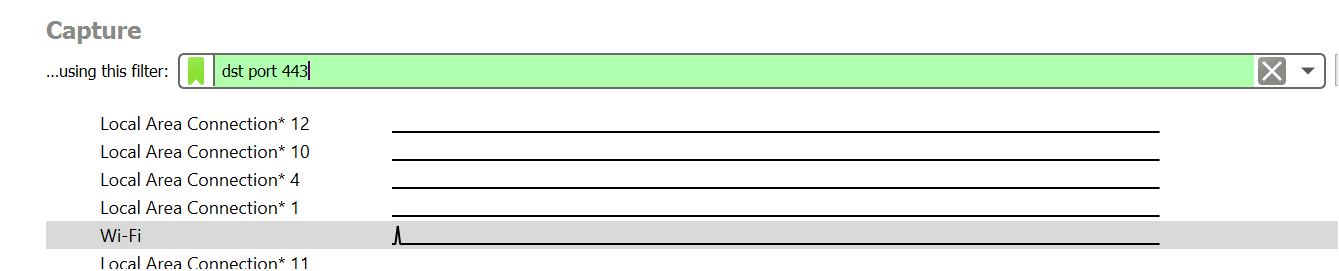 Capture
...using this filter: dst port 443
Local Area Connection* 12
Local Area Connection* 10
Local Area Connection* 4
Local Area Connection* 1
Wi-Fi
Local Area Connection* 11